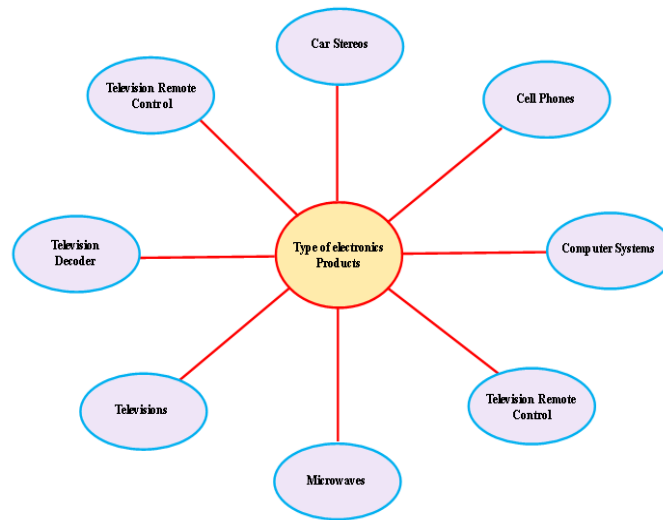 Car Stereos
Television Remote
Control
Cell Phones
Television
Decoder
Type of electronics
Products
Computer Systems
Televisions
Television Remote
Control
Microwaves